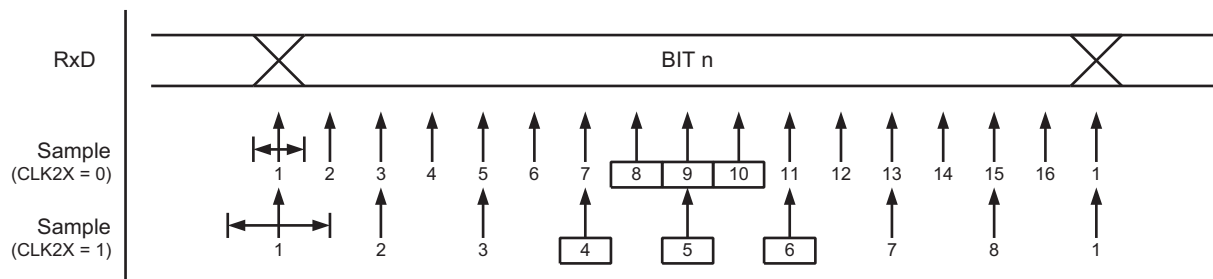 RxD BIT n
Sample
(CLK2X = 0) 1 2 3 4 5 6 7 8 9 10 11 12 13 14 15 16 1
Sample
(CLK2X = 1) 1 2 3 4 5 6 7 8 1